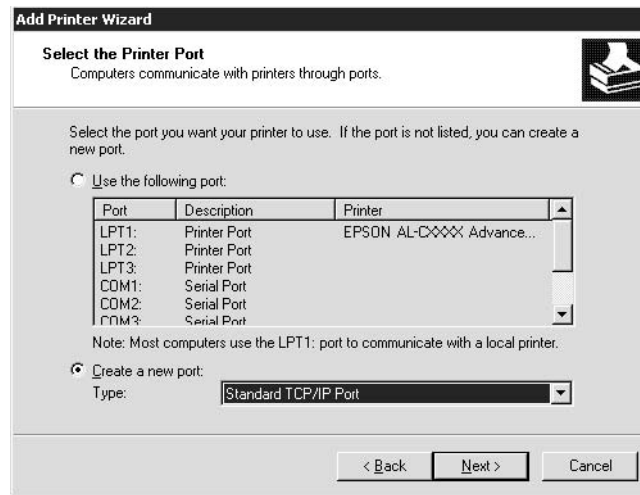 Add Printer Wizard
Select the Printer Port
Computers communicate with printers through ports.
Select the port you want your printer to use. If the port is not listed, you can create a
new port.
Use the following port:
Port Description Printer
LPT1: Printer Port EPSON AL-CXXXX Advance...
LPT2: Printer Port
LPT3: Printer Port
COM1: Serial Port
COM2: Serial Port
COM3: Serial Port
Note: Most computers use the LPT1: port to communicate with a local printer.
Create a new port:
Type: Standard TCP/IP Port
< Back Next > Cancel